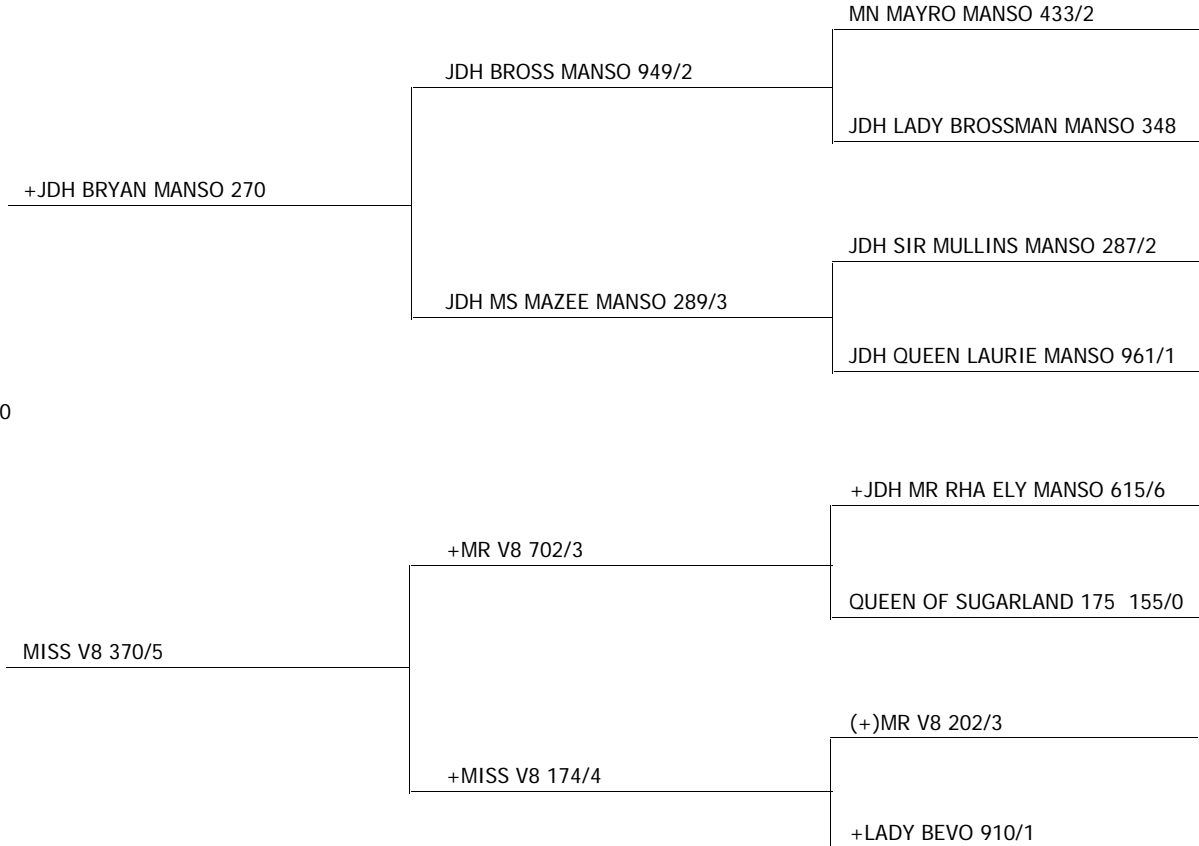 MN MAYRO MANSO 433/2
JDH BROSS MANSO 949/2
JDH LADY BROSSMAN MANSO 348
+JDH BRYAN MANSO 270
JDH SIR MULLINS MANSO 287/2
JDH MS MAZEE MANSO 289/3
JDH QUEEN LAURIE MANSO 961/1
0
+JDH MR RHA ELY MANSO 615/6
+MR V8 702/3
QUEEN OF SUGARLAND 175 155/0
MISS V8 370/5
(+)MR V8 202/3
+MISS V8 174/4
+LADY BEVO 910/1